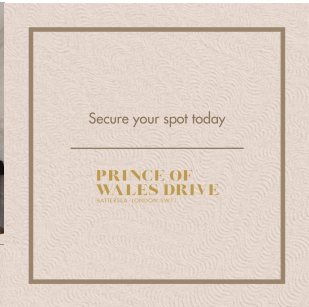 Secure your spot today
PRINCE OF
WALES DRIVE
BATTERSEA · LONDON SW11